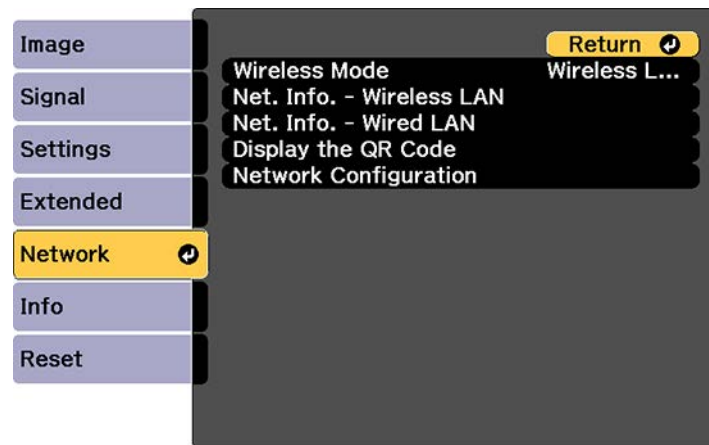 Image
Signal
Settings
Extended
Network
Info
Reset
Return
Wireless Mode Wireless L...
Net. Info. - Wireless LAN
Net. Info. - Wired LAN
Display the QR Code
Network Configuration